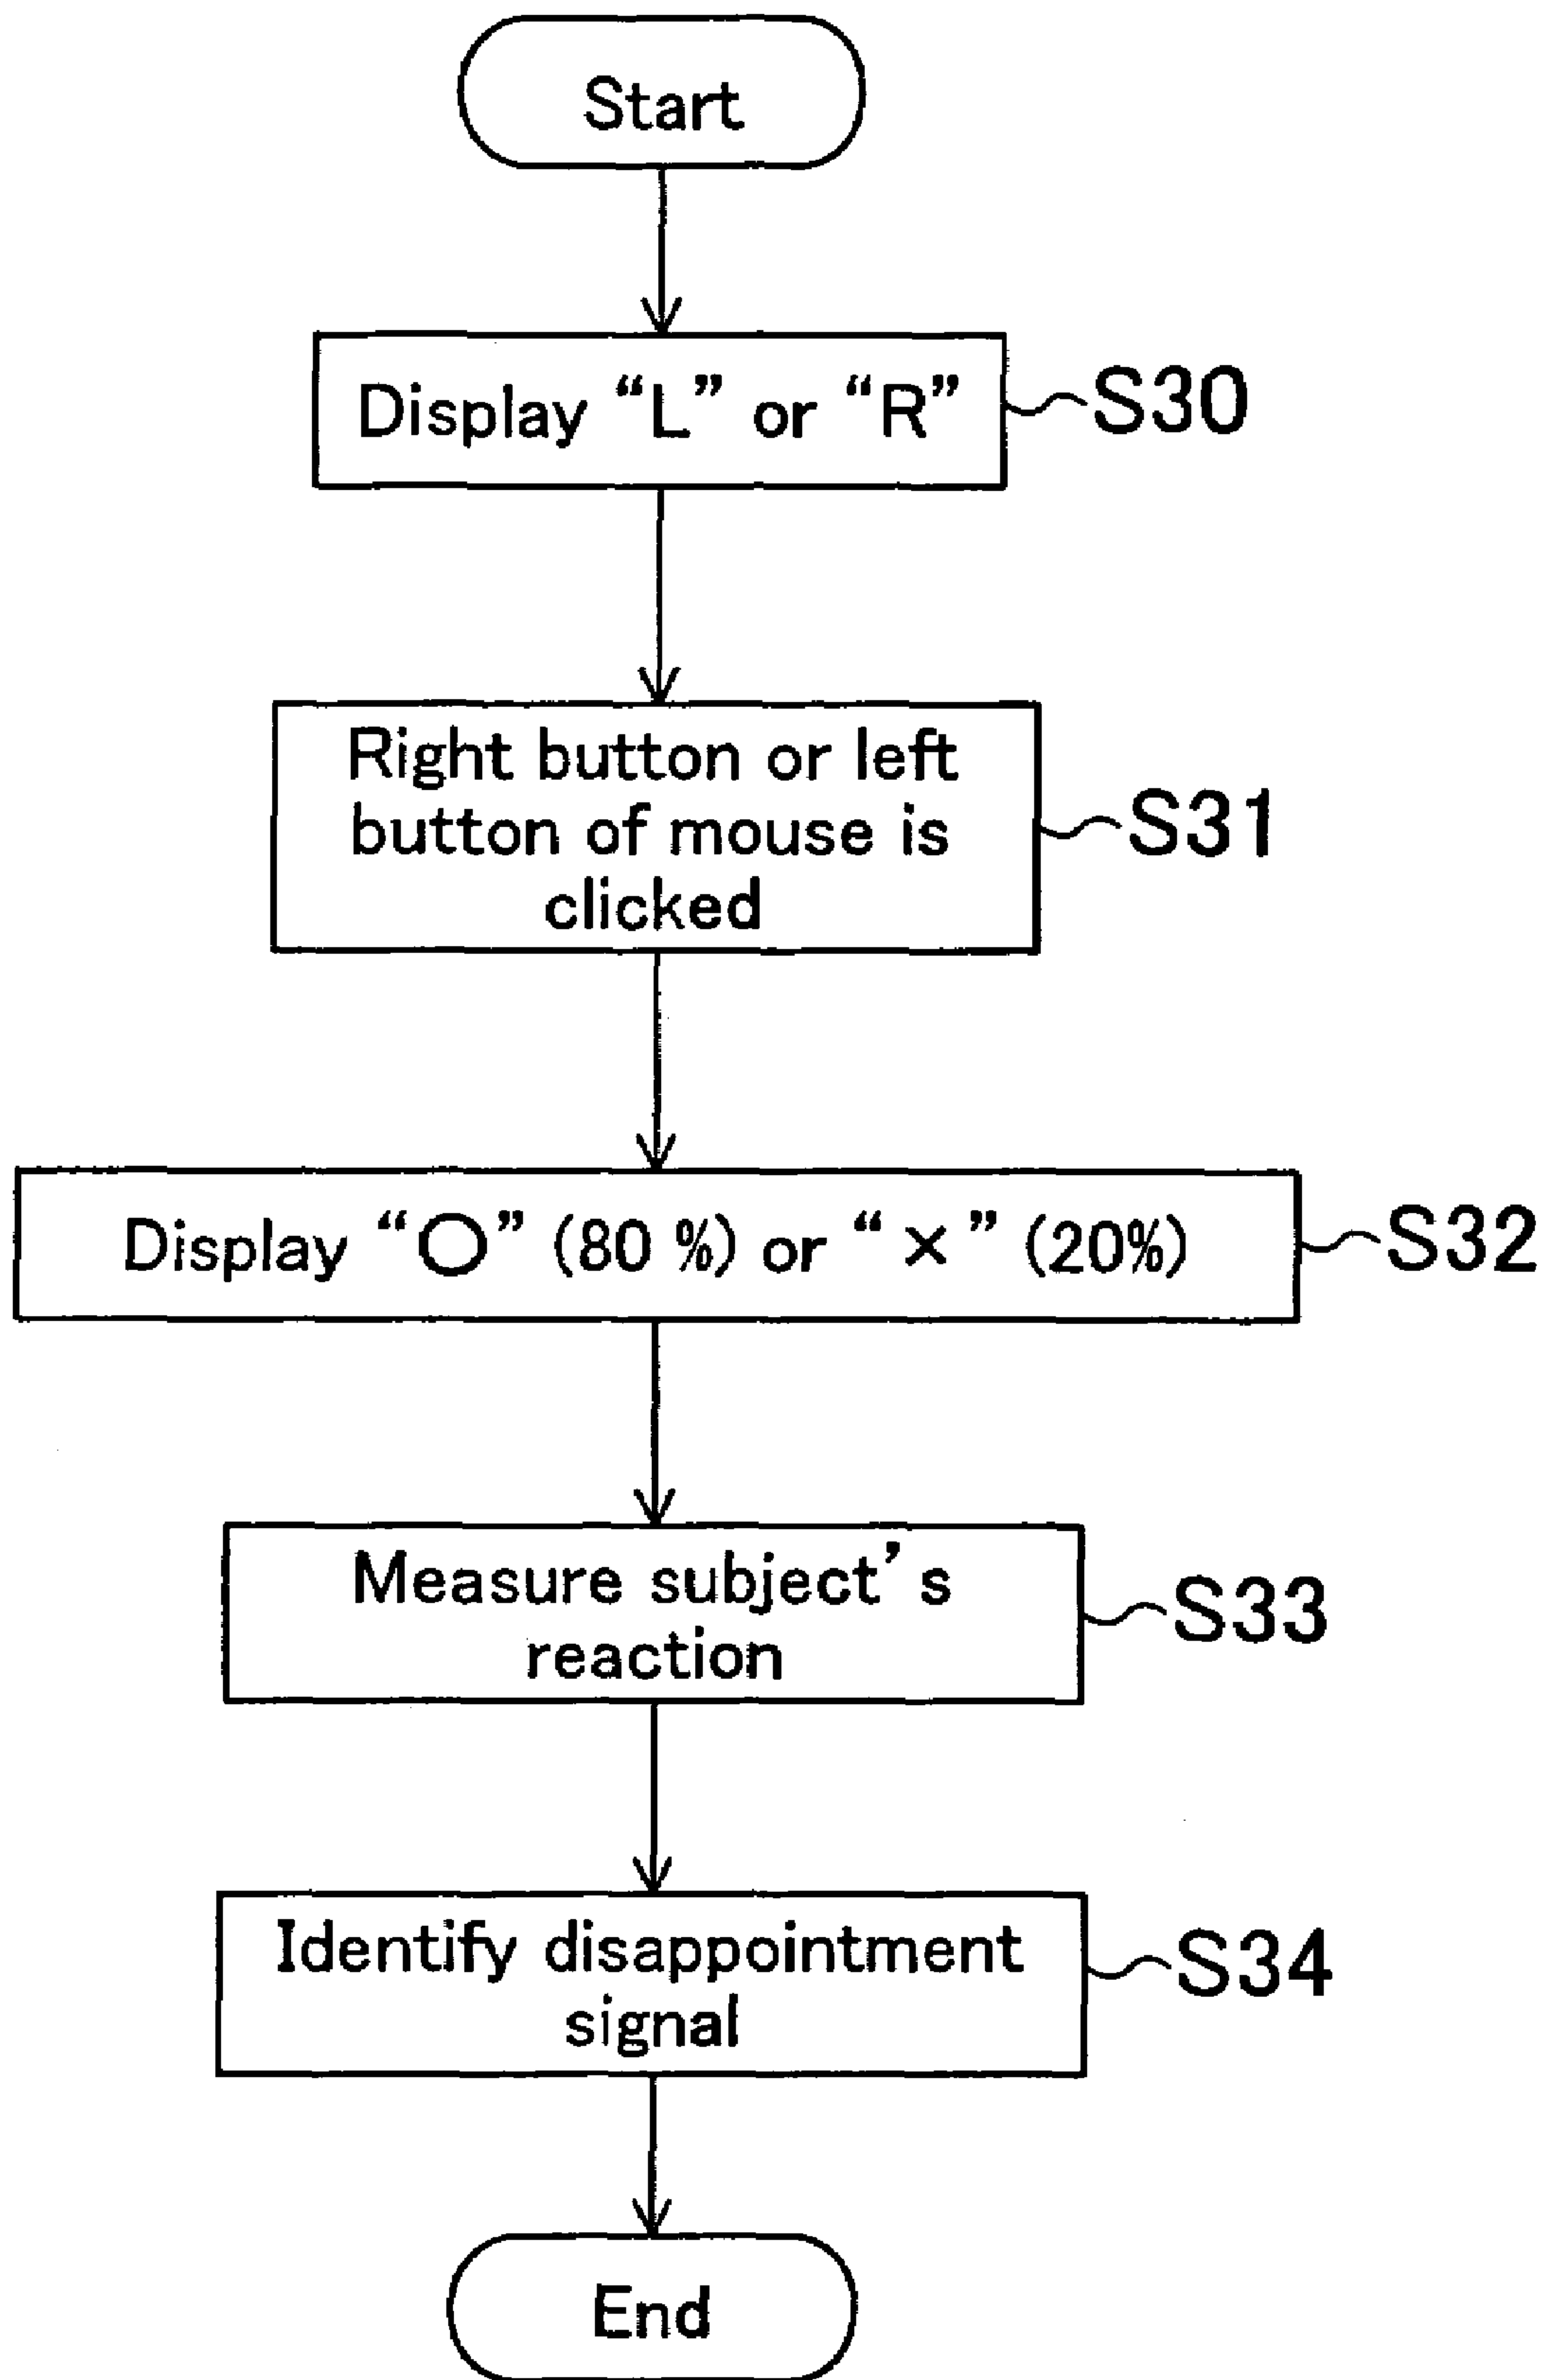 Start
Display “L” or “R”
S30
Right button or left
button of mouse is
clicked
S31
Display “○” (80 %) or “×” (20%)
S32
Measure subject's
reaction
S33
Identify disappointment
signal
S34
End